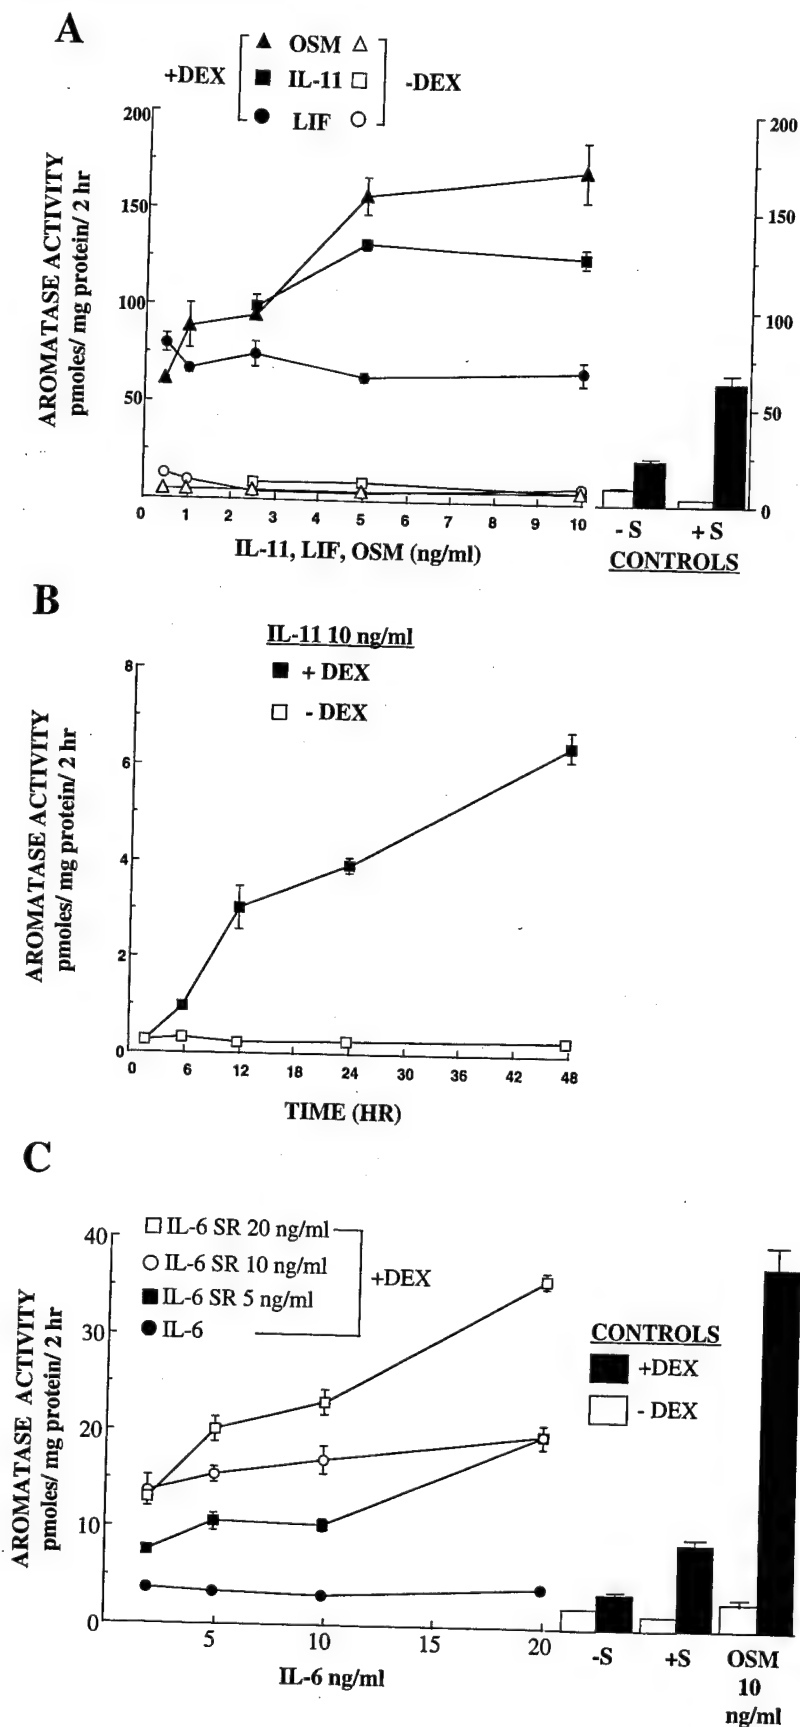 A
OSM
+DEX IL-11 -DEX
LIF
200
150
100
50
AROMATASE ACTIVITY
pmoles/ mg protein/ 2 hr
0 1 2 3 4 5 6 7 8 9 10
IL-11, LIF, OSM (ng/ml)
200
150
100
50
0
- S + S
CONTROLS
B
IL-11 10 ng/ml
+ DEX
- DEX
8
6
4
2
0
AROMATASE ACTIVITY
pmoles/ mg protein/ 2 hr
0 6 12 18 24 30 36 42 48
TIME (HR)
C
IL-6 SR 20 ng/ml
IL-6 SR 10 ng/ml
IL-6 SR 5 ng/ml
IL-6
+DEX
40
30
20
10
0
AROMATASE ACTIVITY
pmoles/ mg protein/ 2 hr
5 10 15 20
IL-6 ng/ml
CONTROLS
+DEX
- DEX
-S +S OSM
10
ng/ml